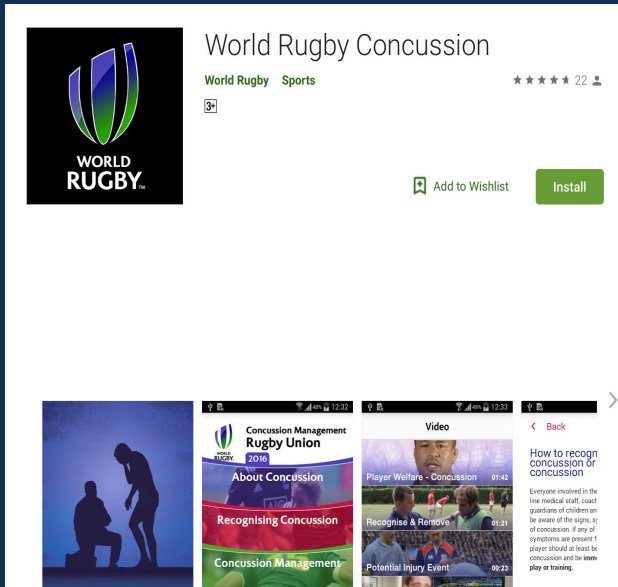 World Rugby Concussion
World Rugby Sports
22
3+
WORLD
RUGBY™
Add to Wishlist
Install
12:32
Concussion Management
Rugby Union
WORLD
RUGBY.
2016
About Concussion
Recognising Concussion
Concussion Management
12:33
Video
Player Welfare - Concussion 01:42
Recognise & Remove 01:21
Potential Injury Event 00:23
Back
How to recogn
concussion or
concussion
Everyone involved in the
line medical staff, coach
guardians of children an
be aware of the signs, sy
of concussion. If any of
symptoms are present f
player should at least be
concussion and be imme
play or training.